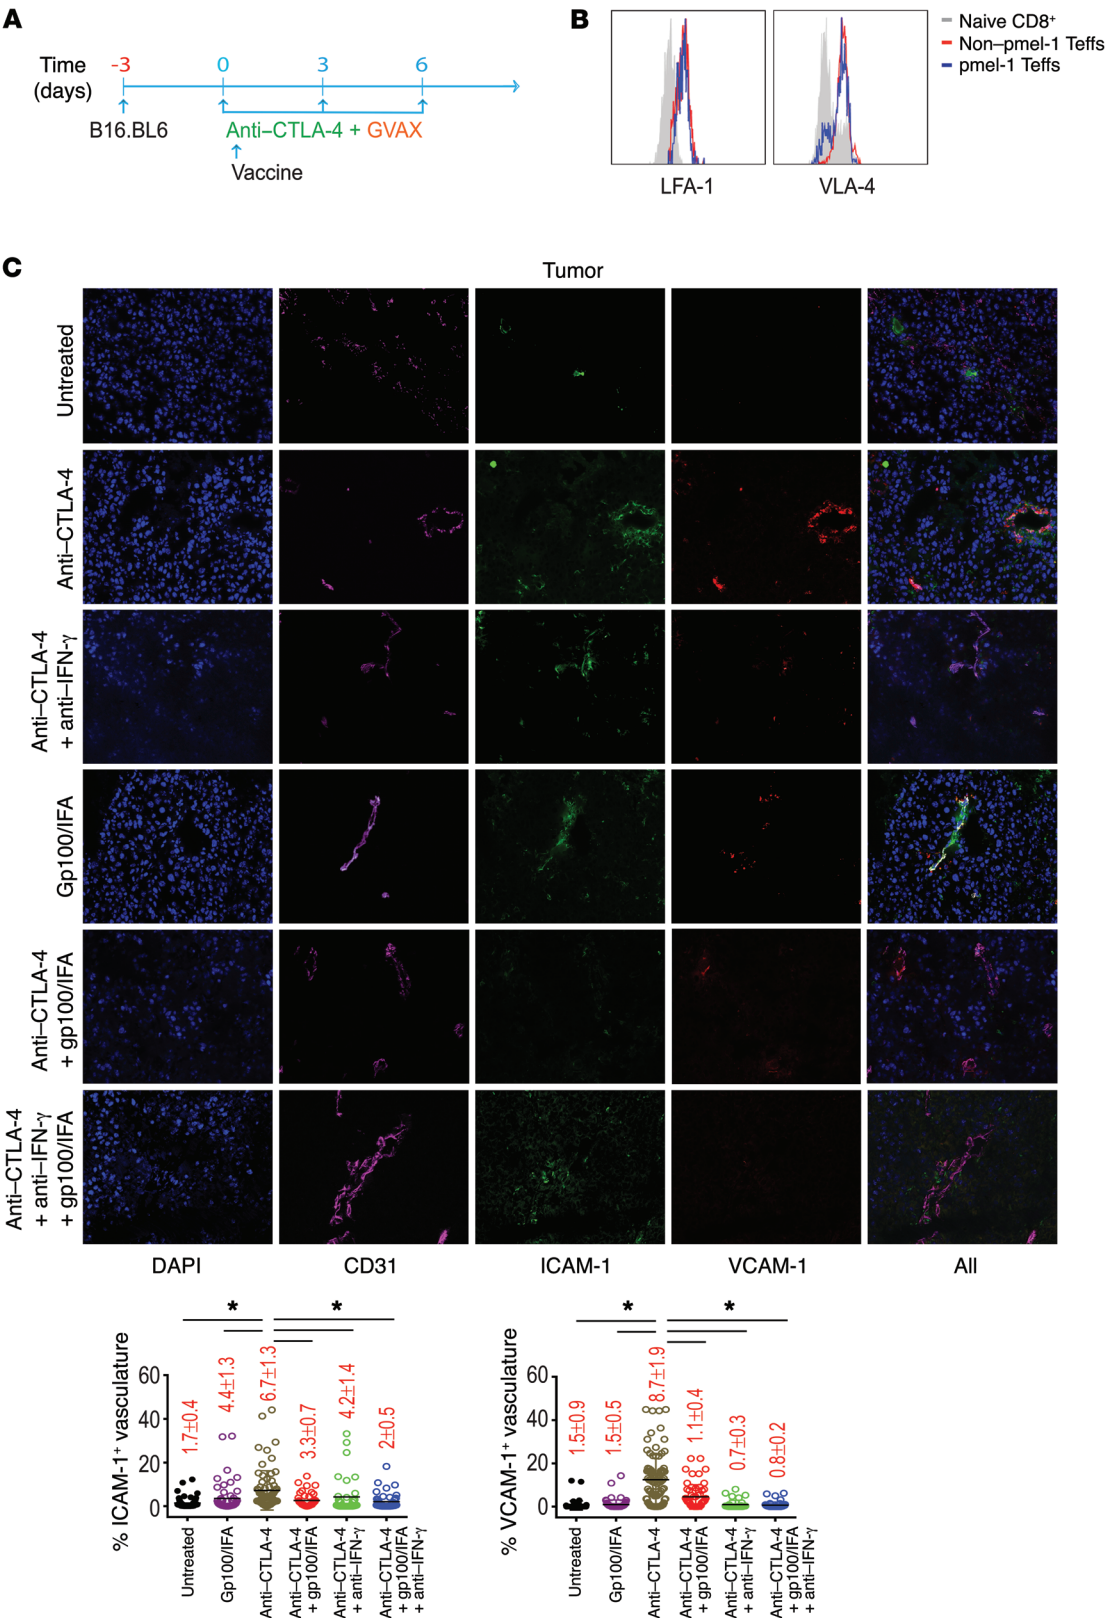 A
Time
(days)
-3
0
3
6
B16.BL6
Anti–CTLA-4 + GVAX
Vaccine
B
LFA-1
VLA-4
Naive CD8⁺
Non–pmel-1 Teffs
pmel-1 Teffs
C
Tumor
Untreated
Anti–CTLA-4
Anti–CTLA-4
+ anti–IFN-γ
Gp100/IFA
Anti–CTLA-4
+ gp100/IFA
Anti–CTLA-4
+ anti–IFN-γ
+ gp100/IFA
DAPI
CD31
ICAM-1
VCAM-1
All
% ICAM-1⁺ vasculature
60
40
20
0
*
*
1.7±0.4
4.4±1.3
6.7±1.3
3.3±0.7
4.2±1.4
2±0.5
Untreated
Gp100/IFA
Anti–CTLA-4
Anti–CTLA-4
+ gp100/IFA
Anti–CTLA-4
+ anti–IFN-γ
Anti–CTLA-4
+ gp100/IFA
+ anti–IFN-γ
% VCAM-1⁺ vasculature
60
40
20
0
*
*
1.5±0.9
1.5±0.5
8.7±1.9
1.1±0.4
0.7±0.3
0.8±0.2
Untreated
Gp100/IFA
Anti–CTLA-4
Anti–CTLA-4
+ gp100/IFA
Anti–CTLA-4
+ anti–IFN-γ
Anti–CTLA-4
+ gp100/IFA
+ anti–IFN-γ